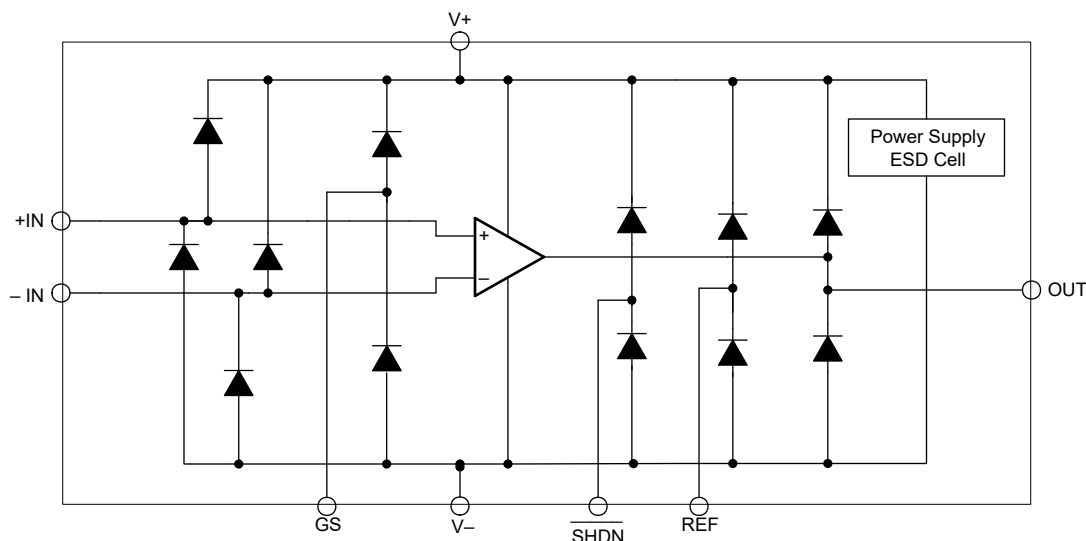 V+
Power Supply
ESD Cell
+IN
+
–
– IN
OUT
GS
V–
SHDN
REF